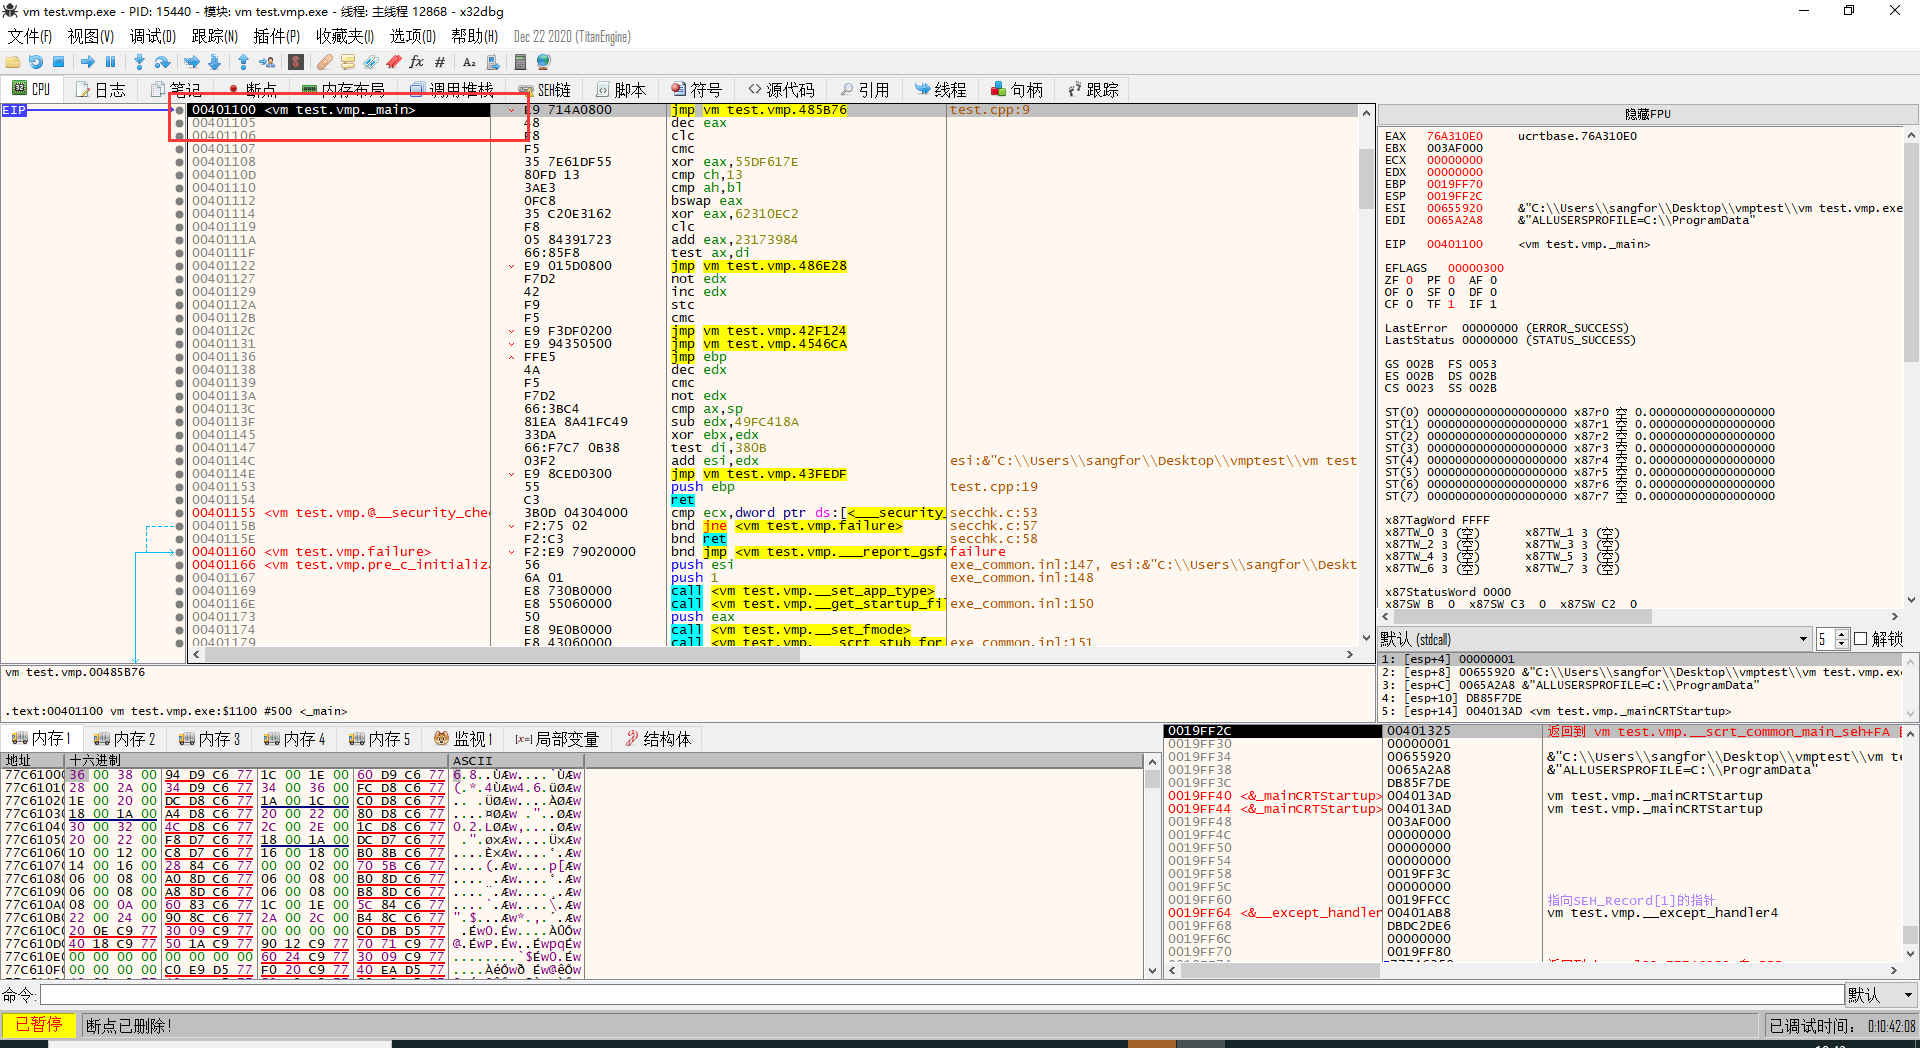 vm test.vmp.exe - PID: 15440 - 模块: vm test.vmp.exe - 线程: 主线程 12868 - x32dbg
文件(F) 视图(V) 调试(D) 跟踪(N) 插件(P) 收藏夹(I) 选项(O) 帮助(H) Dec 22 2020 (TitanEngine)
CPU 日志 笔记 断点 内存布局 调用堆栈 SEH链 脚本 符号 源代码 引用 线程 句柄 跟踪
EIP
00401100 <vm test.vmp._main> E9 714A0800 jmp vm test.vmp.485B76 test.cpp:9
00401105 48 dec eax
00401106 F8 clc
00401107 F5 cmc
00401108 35 7E61DF55 xor eax,55DF617E
0040110D 80FD 13 cmp ch,13
00401110 3AE3 cmp ah,bl
00401112 0FC8 bswap eax
00401114 35 C20E3162 xor eax,62310EC2
00401119 F8 clc
0040111A 05 84391723 add eax,23173984
0040111F 66:85F8 test ax,di
00401122 E9 015D0800 jmp vm test.vmp.486E28
00401127 F7D2 not edx
00401129 42 inc edx
0040112A F9 stc
0040112B F5 cmc
0040112C E9 F3DF0200 jmp vm test.vmp.42F124
00401131 E9 94350500 jmp vm test.vmp.4546CA
00401136 FFE5 jmp ebp
00401138 4A dec edx
00401139 F5 cmc
0040113A F7D2 not edx
0040113C 66:3BC4 cmp ax,sp
0040113F 81EA 8A41FC49 sub edx,49FC418A
00401145 33DA xor ebx,edx
00401147 66:F7C7 0B38 test di,380B
0040114C 03F2 add esi,edx esi:&"C:\\Users\\sangfor\\Desktop\\vmptest\\vm test
0040114E E9 8CED0300 jmp vm test.vmp.43FEDF
00401153 55 push ebp test.cpp:19
00401154 C3 ret
00401155 <vm test.vmp.@__security_che 3B0D 04304000 cmp ecx,dword ptr ds:[<___security_ secchk.c:53
0040115B F2:75 02 bnd jne <vm test.vmp.failure> secchk.c:57
0040115E F2:C3 bnd ret secchk.c:58
00401160 <vm test.vmp.failure> F2:E9 79020000 bnd jmp <vm test.vmp.___report_gsfa failure
00401166 <vm test.vmp.pre_c_initializa 56 push esi exe_common.inl:147, esi:&"C:\\Users\\sangfor\\Deskt
00401167 6A 01 push 1 exe_common.inl:148
00401169 E8 730B0000 call <vm test.vmp.__set_app_type>
0040116E E8 55060000 call <vm test.vmp.__get_startup_fil exe_common.inl:150
00401173 50 push eax
00401174 E8 9E0B0000 call <vm test.vmp.__set_fmode>
00401179 E8 43060000 call <vm test.vmp.__scrt_stub_for_ exe_common.inl:151
vm test.vmp.00485B76
.text:00401100 vm test.vmp.exe:$1100 #500 <_main>
隐藏FPU
EAX 76A310E0 ucrtbase.76A310E0
EBX 003AF000
ECX 00000000
EDX 00000000
EBP 0019FF70
ESP 0019FF2C
ESI 00655920 &"C:\\Users\\sangfor\\Desktop\\vmptest\\vm test.vmp.exe
EDI 0065A2A8 &"ALLUSERSPROFILE=C:\\ProgramData"
EIP 00401100 <vm test.vmp._main>
EFLAGS 00000300
ZF 0 PF 0 AF 0
OF 0 SF 0 DF 0
CF 0 TF 1 IF 1
LastError 00000000 (ERROR_SUCCESS)
LastStatus 00000000 (STATUS_SUCCESS)
GS 002B FS 0053
ES 002B DS 002B
CS 0023 SS 002B
ST(0) 00000000000000000000 x87r0 空 0.000000000000000000
ST(1) 00000000000000000000 x87r1 空 0.000000000000000000
ST(2) 00000000000000000000 x87r2 空 0.000000000000000000
ST(3) 00000000000000000000 x87r3 空 0.000000000000000000
ST(4) 00000000000000000000 x87r4 空 0.000000000000000000
ST(5) 00000000000000000000 x87r5 空 0.000000000000000000
ST(6) 00000000000000000000 x87r6 空 0.000000000000000000
ST(7) 00000000000000000000 x87r7 空 0.000000000000000000
x87TagWord FFFF
x87TW_0 3 (空) x87TW_1 3 (空)
x87TW_2 3 (空) x87TW_3 3 (空)
x87TW_4 3 (空) x87TW_5 3 (空)
x87TW_6 3 (空) x87TW_7 3 (空)
x87StatusWord 0000
x87SW_B 0 x87SW_C3 0 x87SW_C2 0
默认 (stdcall) 5 解锁
1: [esp+4] 00000001
2: [esp+8] 00655920 &"C:\\Users\\sangfor\\Desktop\\vmptest\\vm test.vmp.exe
3: [esp+C] 0065A2A8 &"ALLUSERSPROFILE=C:\\ProgramData"
4: [esp+10] DB85F7DE
5: [esp+14] 004013AD <vm test.vmp._mainCRTStartup>
内存1 内存2 内存3 内存4 内存5 监视1 [x=]局部变量 结构体
地址 十六进制 ASCII
77C61000 36 00 38 00 94 D9 C6 77 1C 00 1E 00 60 D9 C6 77 6.8..ÙÆw....`ÙÆw
77C61010 28 00 2A 00 34 D9 C6 77 34 00 36 00 FC D8 C6 77 (.*.4ÙÆw4.6.üØÆw
77C61020 1E 00 20 00 DC D8 C6 77 1A 00 1C 00 C0 D8 C6 77 .. .ÜØÆw....ÀØÆw
77C61030 18 00 1A 00 A4 D8 C6 77 20 00 22 00 80 D8 C6 77 ....¤ØÆw ."..ØÆw
77C61040 30 00 32 00 4C D8 C6 77 2C 00 2E 00 1C D8 C6 77 0.2.LØÆw,....ØÆw
77C61050 20 00 22 00 F8 D7 C6 77 18 00 1A 00 DC D7 C6 77 .".ø×Æw....Ü×Æw
77C61060 10 00 12 00 C8 D7 C6 77 16 00 18 00 B0 8B C6 77 ....È×Æw....°.Æw
77C61070 14 00 16 00 28 84 C6 77 00 00 02 00 70 5B C6 77 ....(.Æw....p[Æw
77C61080 06 00 08 00 A0 8D C6 77 06 00 08 00 B0 8D C6 77 .... .Æw....°.Æw
77C61090 06 00 08 00 A8 8D C6 77 06 00 08 00 B8 8D C6 77 ....¨.Æw....¸.Æw
77C610A0 08 00 0A 00 60 83 C6 77 1C 00 1E 00 5C 84 C6 77 ....`.Æw....\.Æw
77C610B0 22 00 24 00 90 8C C6 77 2A 00 2C 00 B4 8C C6 77 ".$...Æw*.,.´.Æw
77C610C0 20 0E C9 77 30 09 C9 77 00 00 00 00 C0 DB D5 77 .Éw0.Éw....ÀÛÕw
77C610D0 40 18 C9 77 50 1A C9 77 90 12 C9 77 70 71 C9 77 @.ÉwP.Éw..ÉwpqÉw
77C610E0 00 00 00 00 00 00 00 00 60 24 C9 77 30 09 C9 77 ........`$Éw0.Éw
77C610F0 00 00 00 00 C0 E9 D5 77 F0 20 C9 77 40 EA D5 77 ....ÀéÕwð Éw@êÕw
0019FF2C 00401325 返回到 vm test.vmp.__scrt_common_main_seh+FA
0019FF30 00000001
0019FF34 00655920 &"C:\\Users\\sangfor\\Desktop\\vmptest\\vm te
0019FF38 0065A2A8 &"ALLUSERSPROFILE=C:\\ProgramData"
0019FF3C DB85F7DE
0019FF40 <&_mainCRTStartup> 004013AD vm test.vmp._mainCRTStartup
0019FF44 <&_mainCRTStartup> 004013AD vm test.vmp._mainCRTStartup
0019FF48 003AF000
0019FF4C 00000000
0019FF50 00000000
0019FF54 00000000
0019FF58 0019FF3C
0019FF5C 00000000
0019FF60 0019FFCC 指向SEH_Record[1]的指针
0019FF64 <&__except_handler 00401AB8 vm test.vmp.__except_handler4
0019FF68 DBDC2DE6
0019FF6C 00000000
0019FF70 0019FF80
命令: 默认
已暂停 断点已删除! 已调试时间: 0:10:42:08